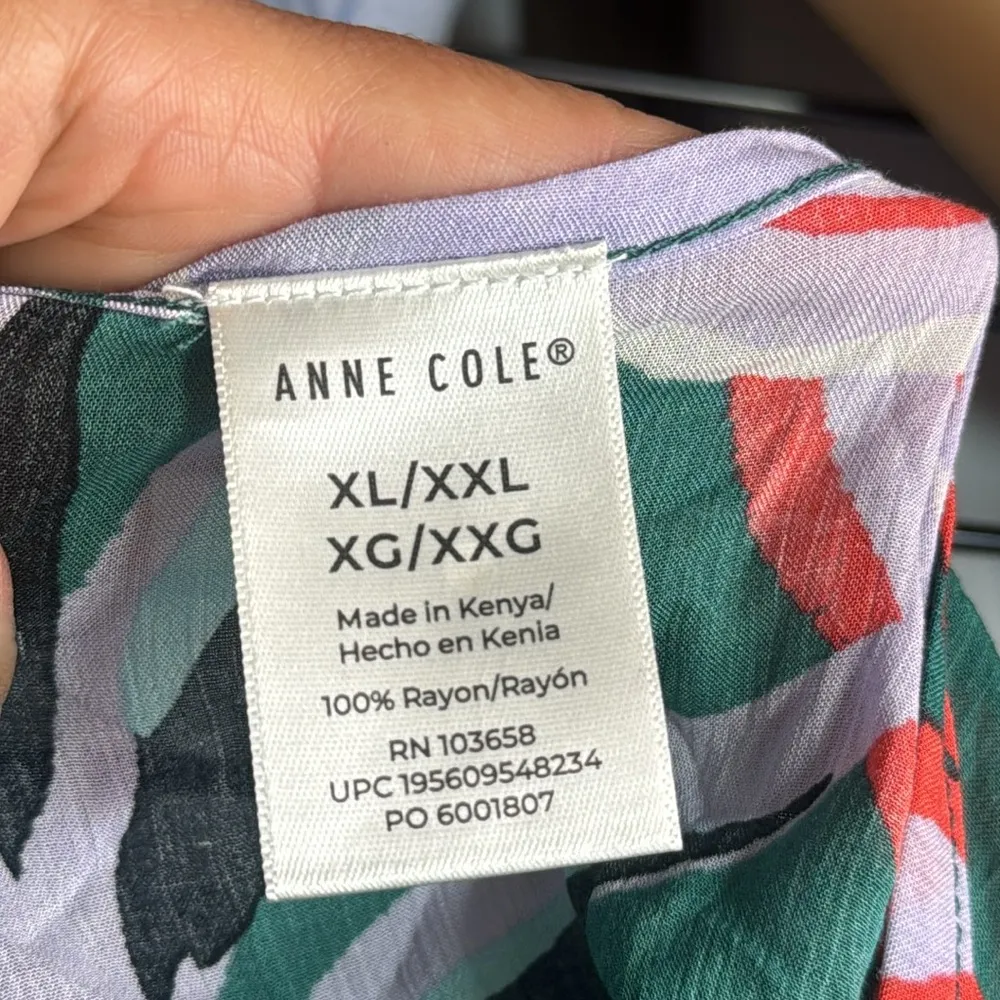 ANNE COLE®
XL/XXL
XG/XXG
Made in Kenya/
Hecho en Kenia
100% Rayon/Rayón
RN 103658
UPC 195609548234
PO 6001807